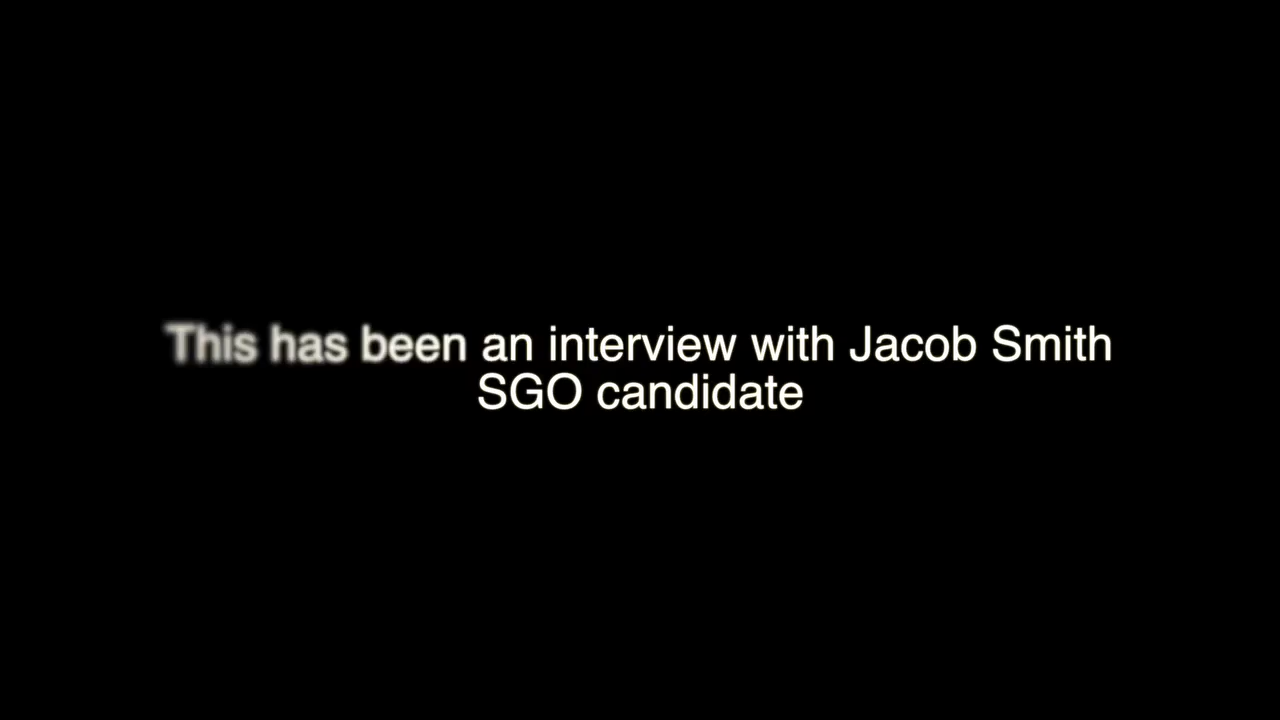 This has been an interview with Jacob Smith
SGO candidate